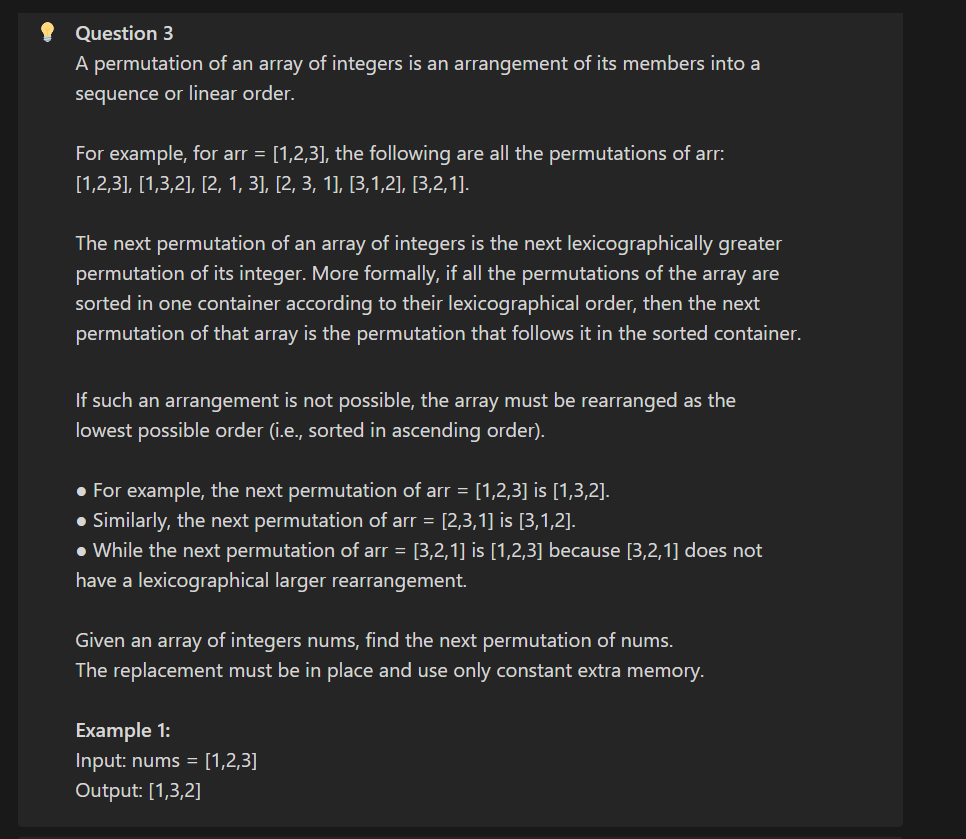 Question 3
A permutation of an array of integers is an arrangement of its members into a
sequence or linear order.
For example, for arr = [1,2,3], the following are all the permutations of arr:
[1,2,3], [1,3,2], [2, 1, 3], [2, 3, 1], [3,1,2], [3,2,1].
The next permutation of an array of integers is the next lexicographically greater
permutation of its integer. More formally, if all the permutations of the array are
sorted in one container according to their lexicographical order, then the next
permutation of that array is the permutation that follows it in the sorted container.
If such an arrangement is not possible, the array must be rearranged as the
lowest possible order (i.e., sorted in ascending order).
● For example, the next permutation of arr = [1,2,3] is [1,3,2].
● Similarly, the next permutation of arr = [2,3,1] is [3,1,2].
● While the next permutation of arr = [3,2,1] is [1,2,3] because [3,2,1] does not
have a lexicographical larger rearrangement.
Given an array of integers nums, find the next permutation of nums.
The replacement must be in place and use only constant extra memory.
Example 1:
Input: nums = [1,2,3]
Output: [1,3,2]